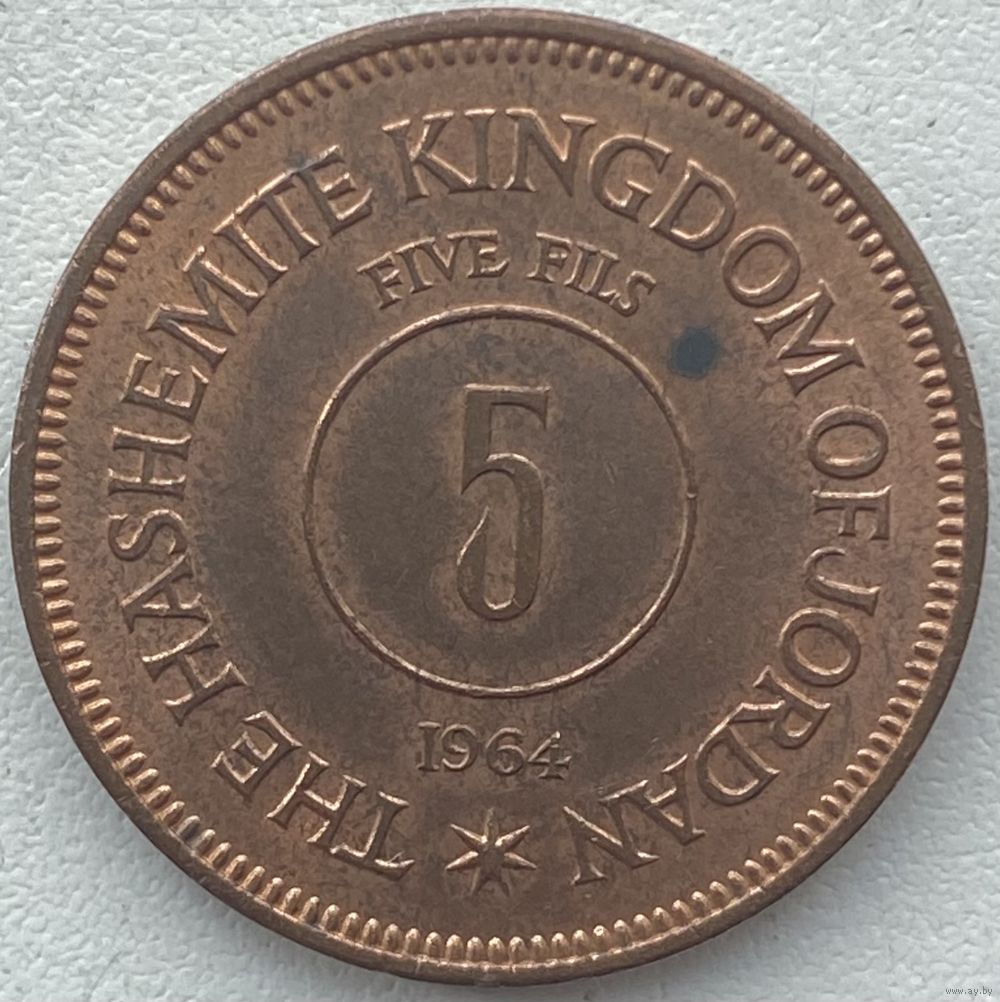 THE HASHEMITE KINGDOM OF JORDAN
FIVE FILS
5
1964
www.ay.by